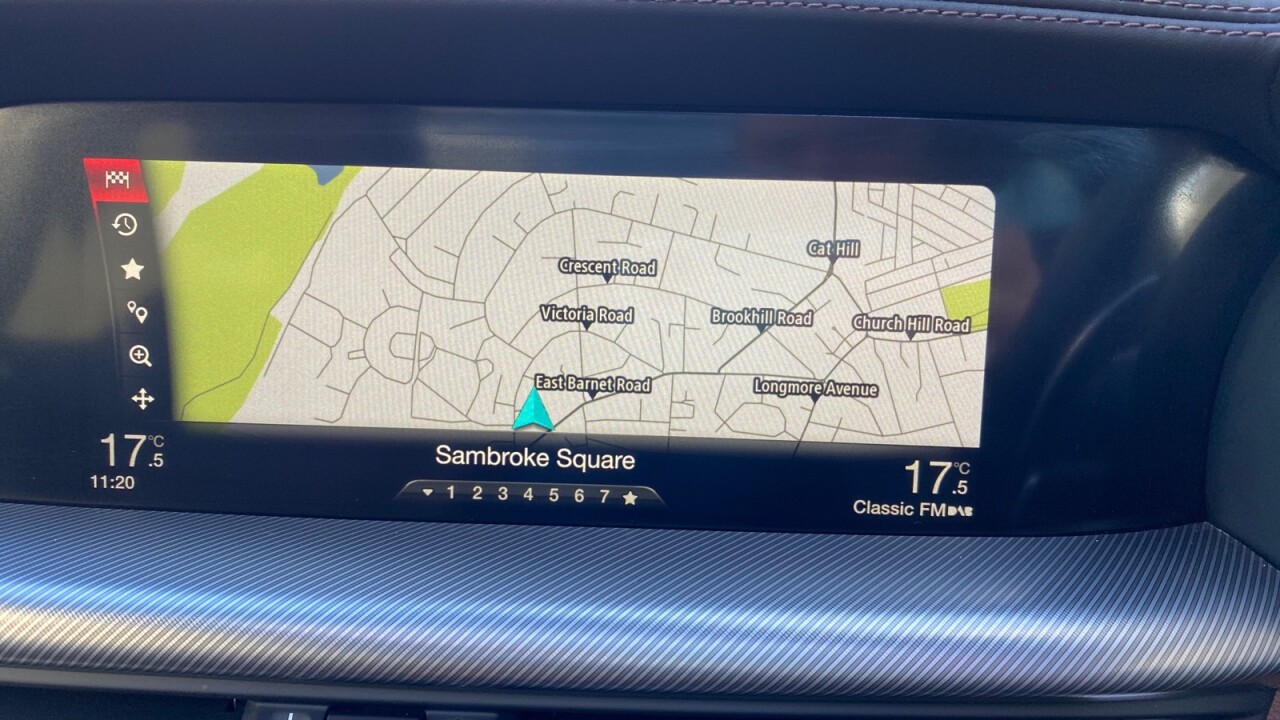 Cat Hill
Crescent Road
Victoria Road
Brookhill Road
Church Hill Road
East Barnet Road
Longmore Avenue
17.5°C
11:20
Sambroke Square
1 2 3 4 5 6 7
17.5°C
Classic FM DAB